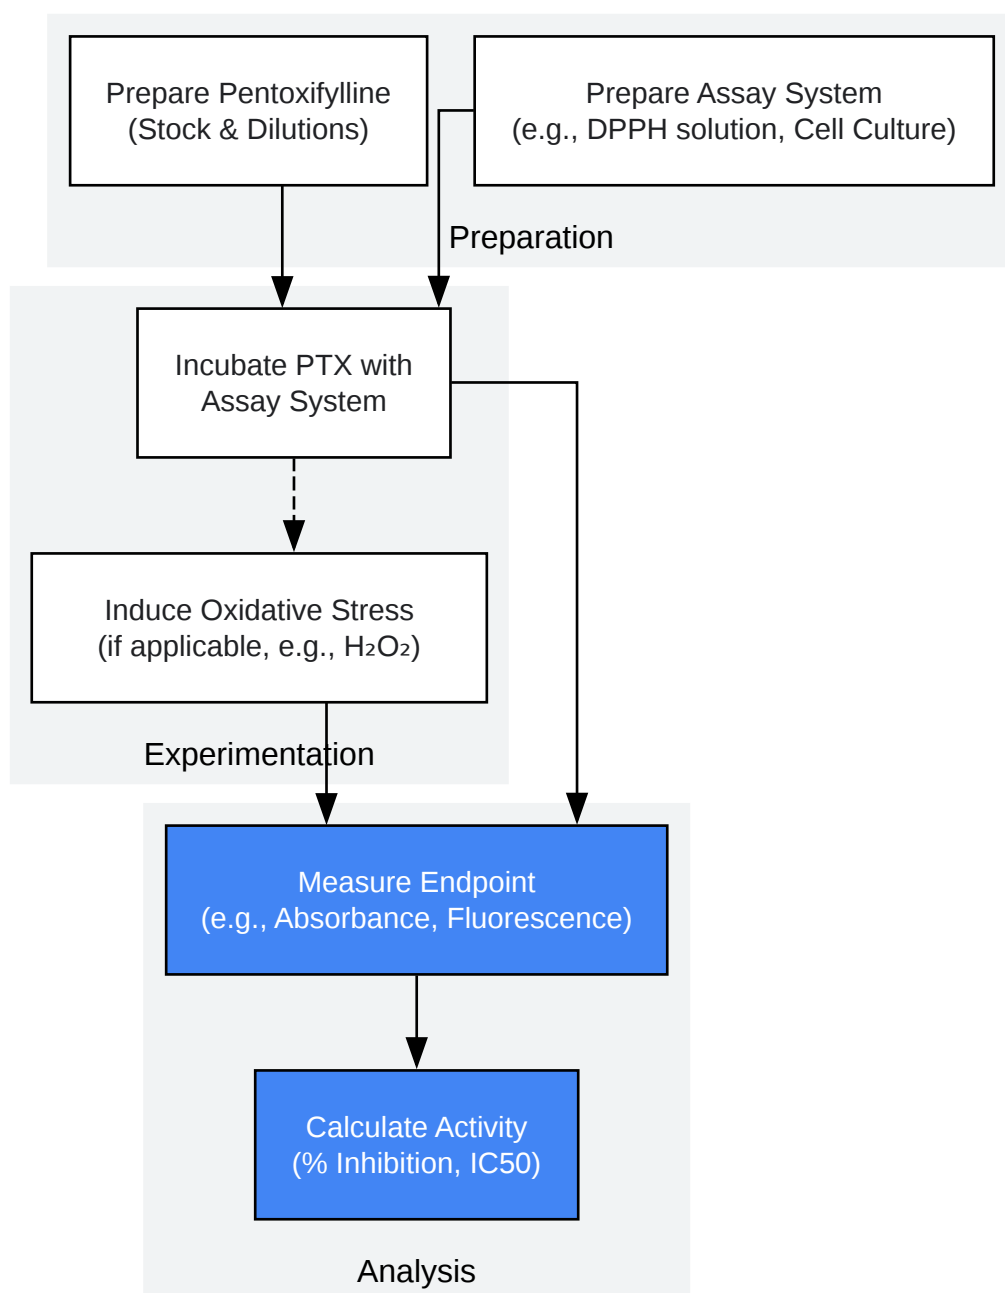 Prepare Pentoxifylline
(Stock & Dilutions)
Prepare Assay System
(e.g., DPPH solution, Cell Culture)
Preparation
Incubate PTX with
Assay System
Induce Oxidative Stress
(if applicable, e.g., H₂O₂)
Experimentation
Measure Endpoint
(e.g., Absorbance, Fluorescence)
Calculate Activity
(% Inhibition, IC50)
Analysis